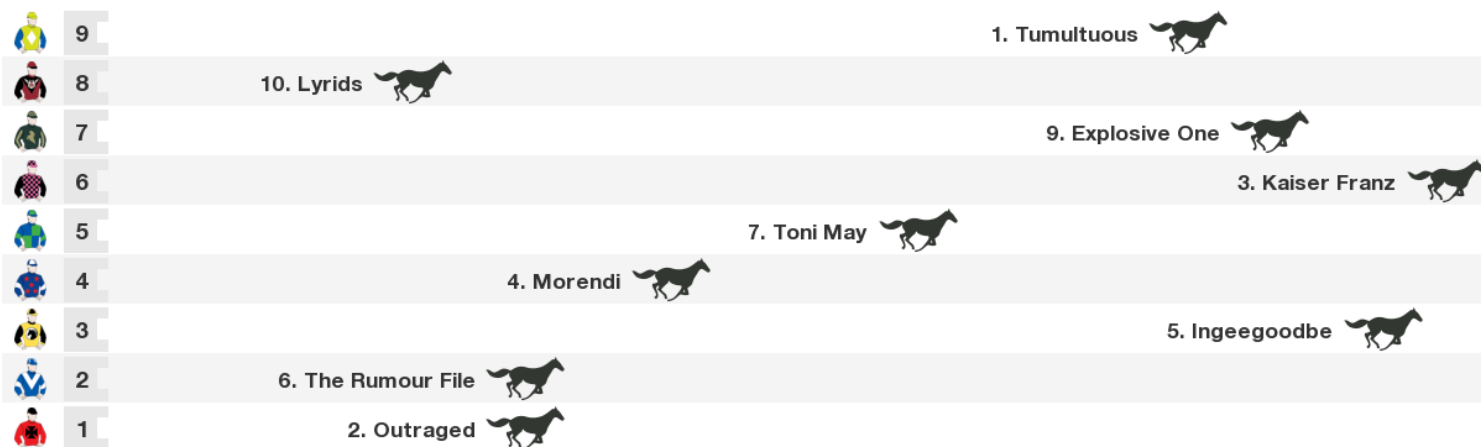 9 1. Tumultuous
8 10. Lyrids
7 9. Explosive One
6 3. Kaiser Franz
5 7. Toni May
4 4. Morendi
3 5. Ingeegoodbe
2 6. The Rumour File
1 2. Outraged